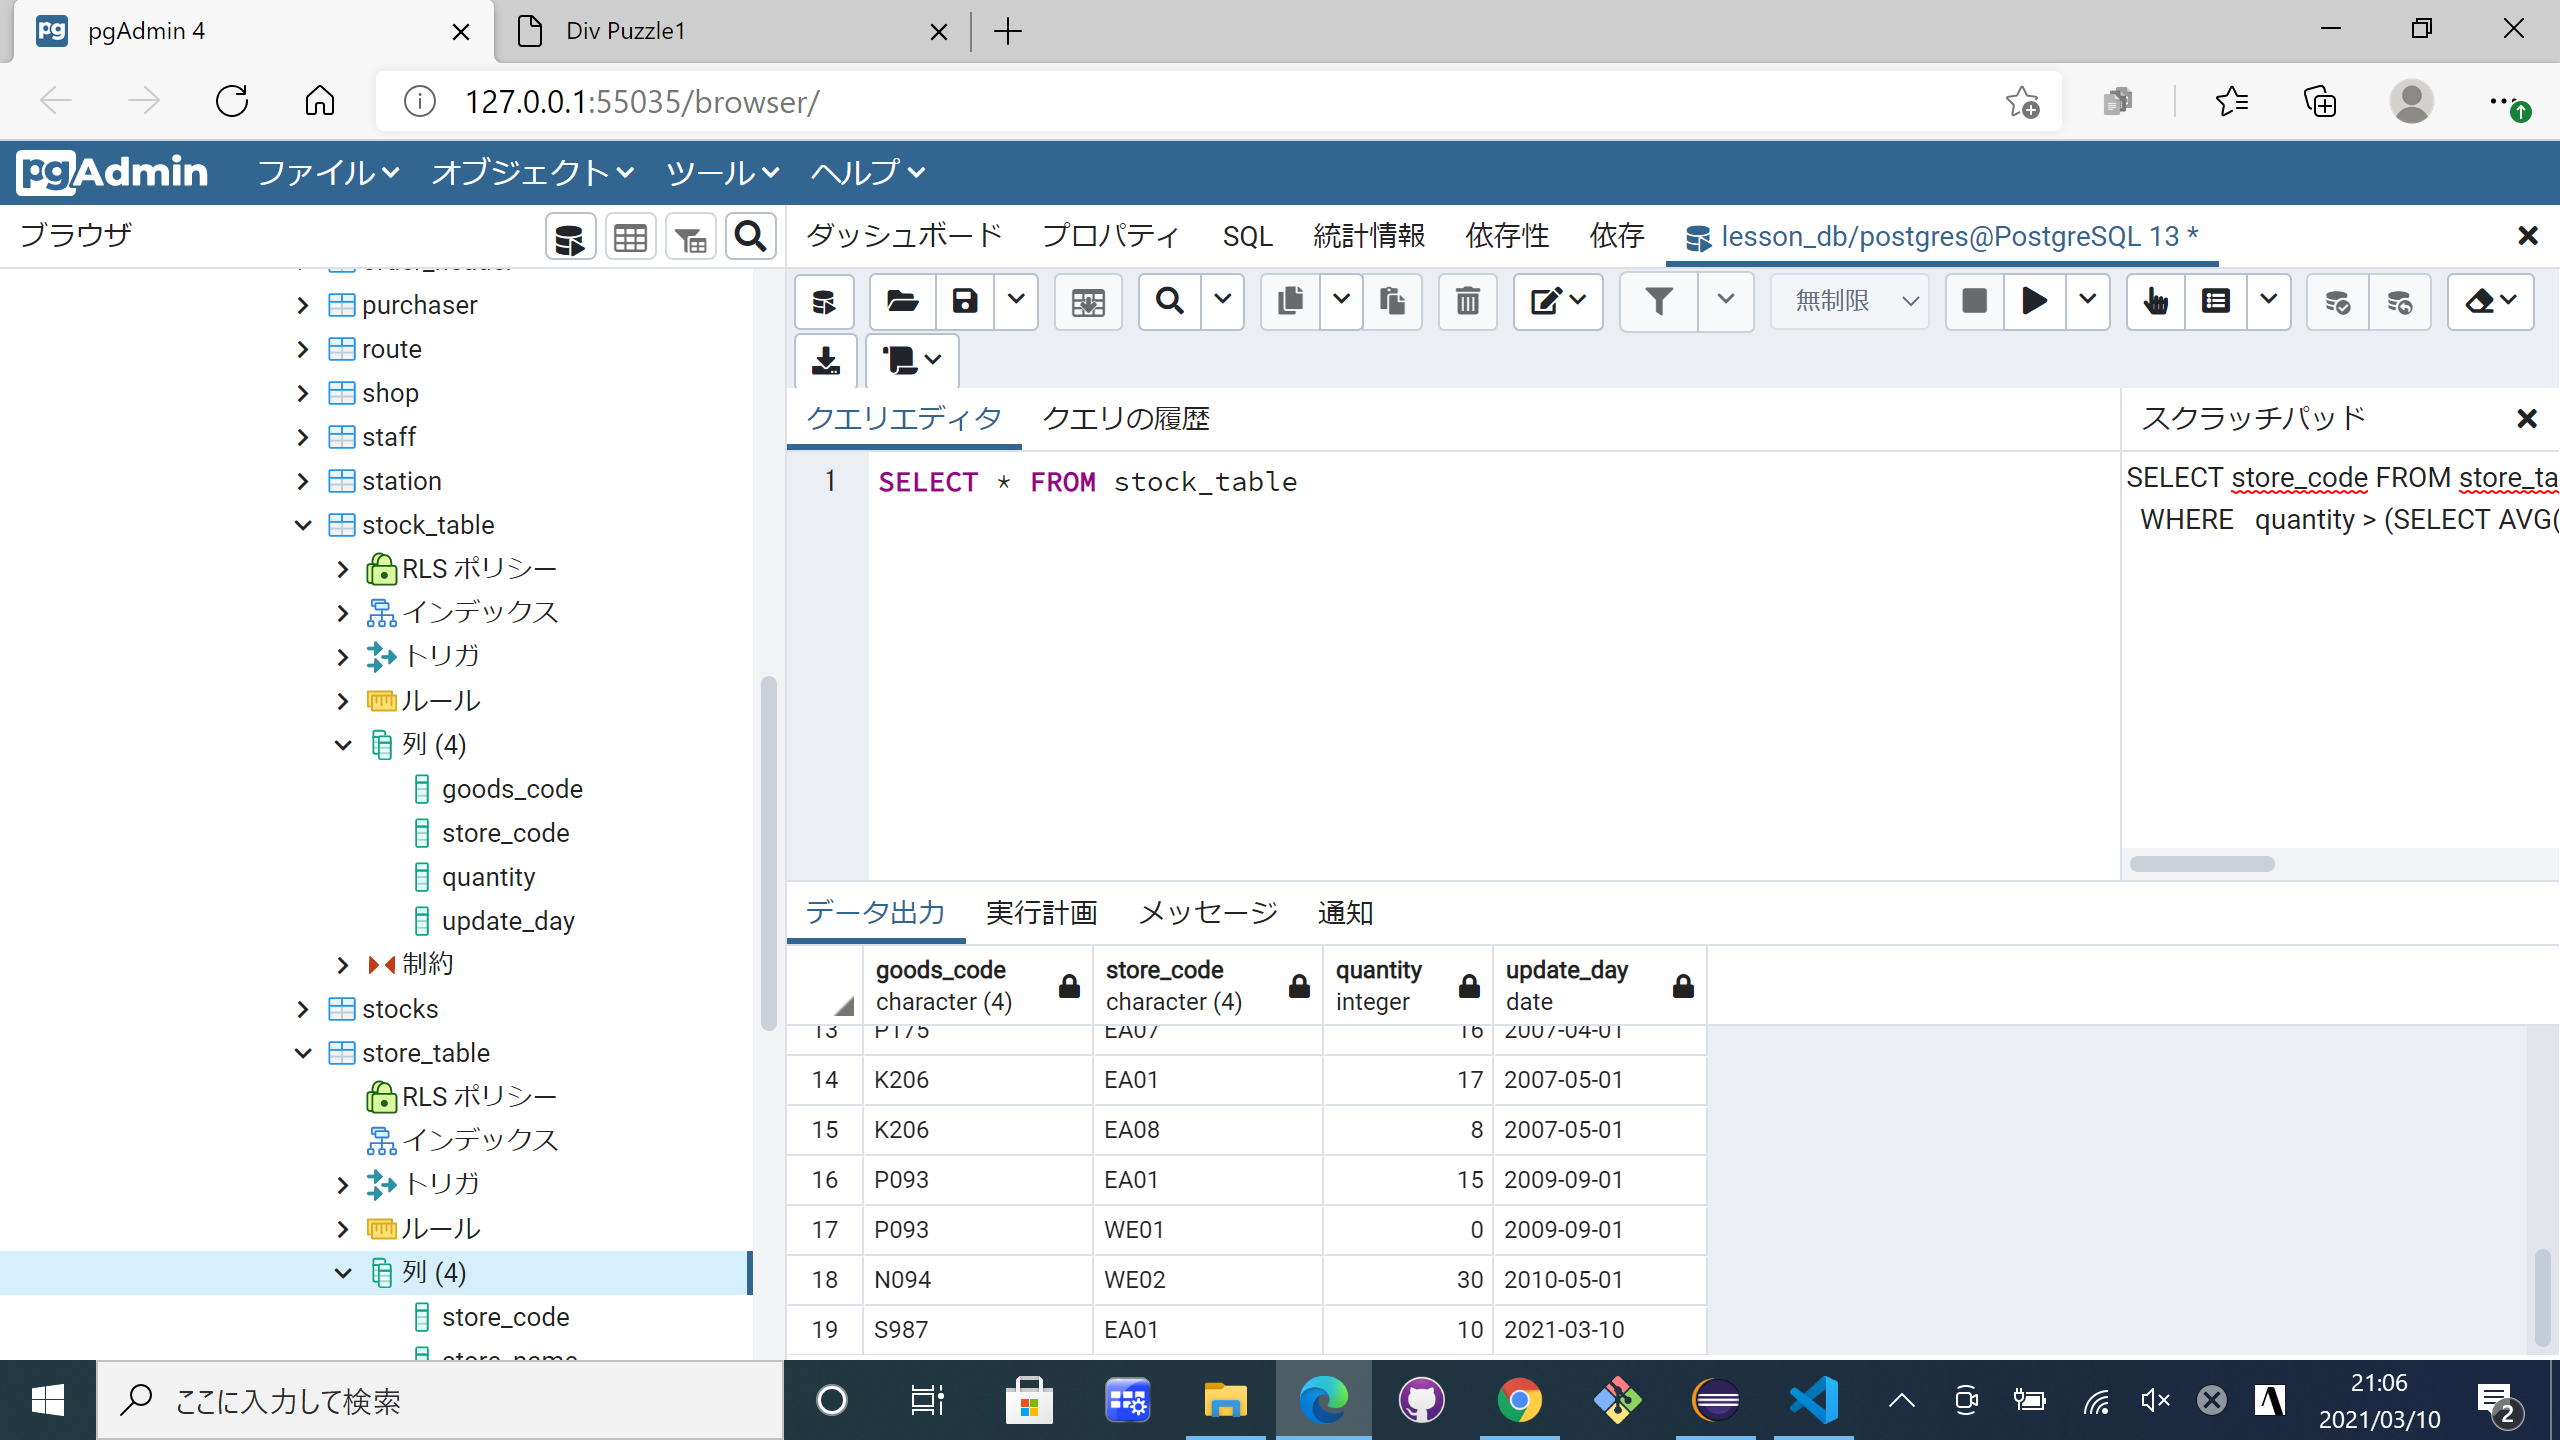 pgAdmin 4
Div Puzzle1
127.0.0.1:55035/browser/
pgAdmin
ファイル
オブジェクト
ツール
ヘルプ
ブラウザ
ダッシュボード
プロパティ
SQL
統計情報
依存性
依存
lesson_db/postgres@PostgreSQL 13 *
無制限
purchaser
route
shop
staff
station
stock_table
RLS ポリシー
インデックス
トリガ
ルール
列 (4)
goods_code
store_code
quantity
update_day
制約
stocks
store_table
RLS ポリシー
インデックス
トリガ
ルール
列 (4)
store_code
store_name
クエリエディタ
クエリの履歴
1 SELECT * FROM stock_table
スクラッチパッド
SELECT store_code FROM store_ta
WHERE quantity > (SELECT AVG(
データ出力
実行計画
メッセージ
通知
goods_code store_code quantity update_day
character (4) character (4) integer date
13 P175 EA07 16 2007-04-01
14 K206 EA01 17 2007-05-01
15 K206 EA08 8 2007-05-01
16 P093 EA01 15 2009-09-01
17 P093 WE01 0 2009-09-01
18 N094 WE02 30 2010-05-01
19 S987 EA01 10 2021-03-10
ここに入力して検索
21:06
2021/03/10
2